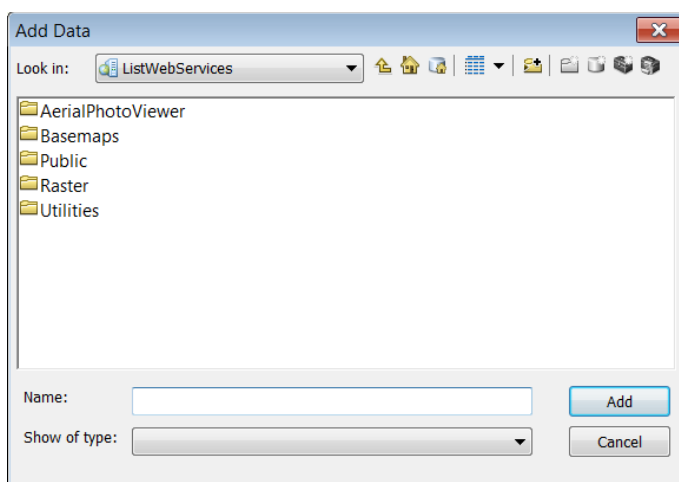 Add Data
Look in: ListWebServices
AerialPhotoViewer
Basemaps
Public
Raster
Utilities
Name: Add
Show of type: Cancel